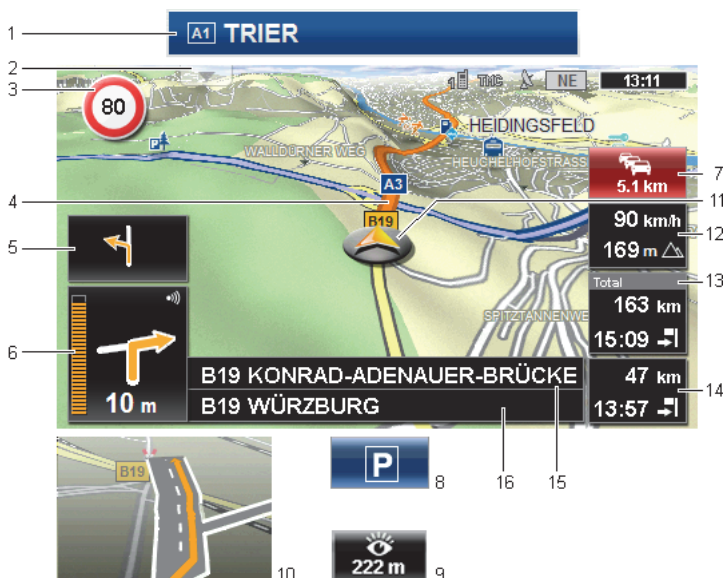 1
A1 TRIER
2
3
80
TMC
NE
13:11
HEIDINGSFELD
WALLDÜRNER WEG
HEUCHELHOFSTRASS
P
7
5.1 km
A3
4
11
B19
90 km/h
12
169 m
5
Total
13
163 km
SPITZTANNENWE
15:09
6
B19 KONRAD-ADENAUER-BRÜCKE
47 km
14
10 m
B19 WÜRZBURG
13:57
16
15
B19
P
8
222 m
9
10